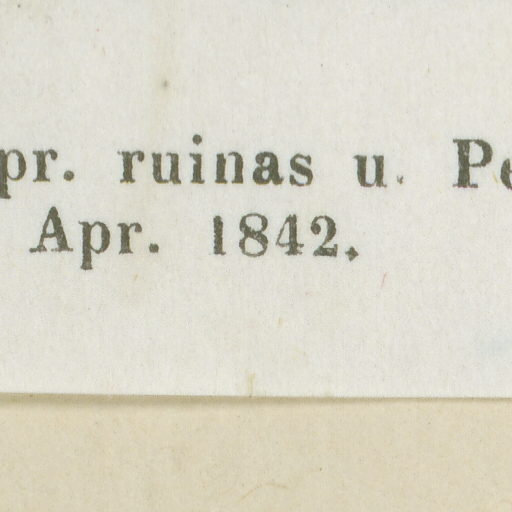 pr. ruinas u. Pe
Apr. 1842.